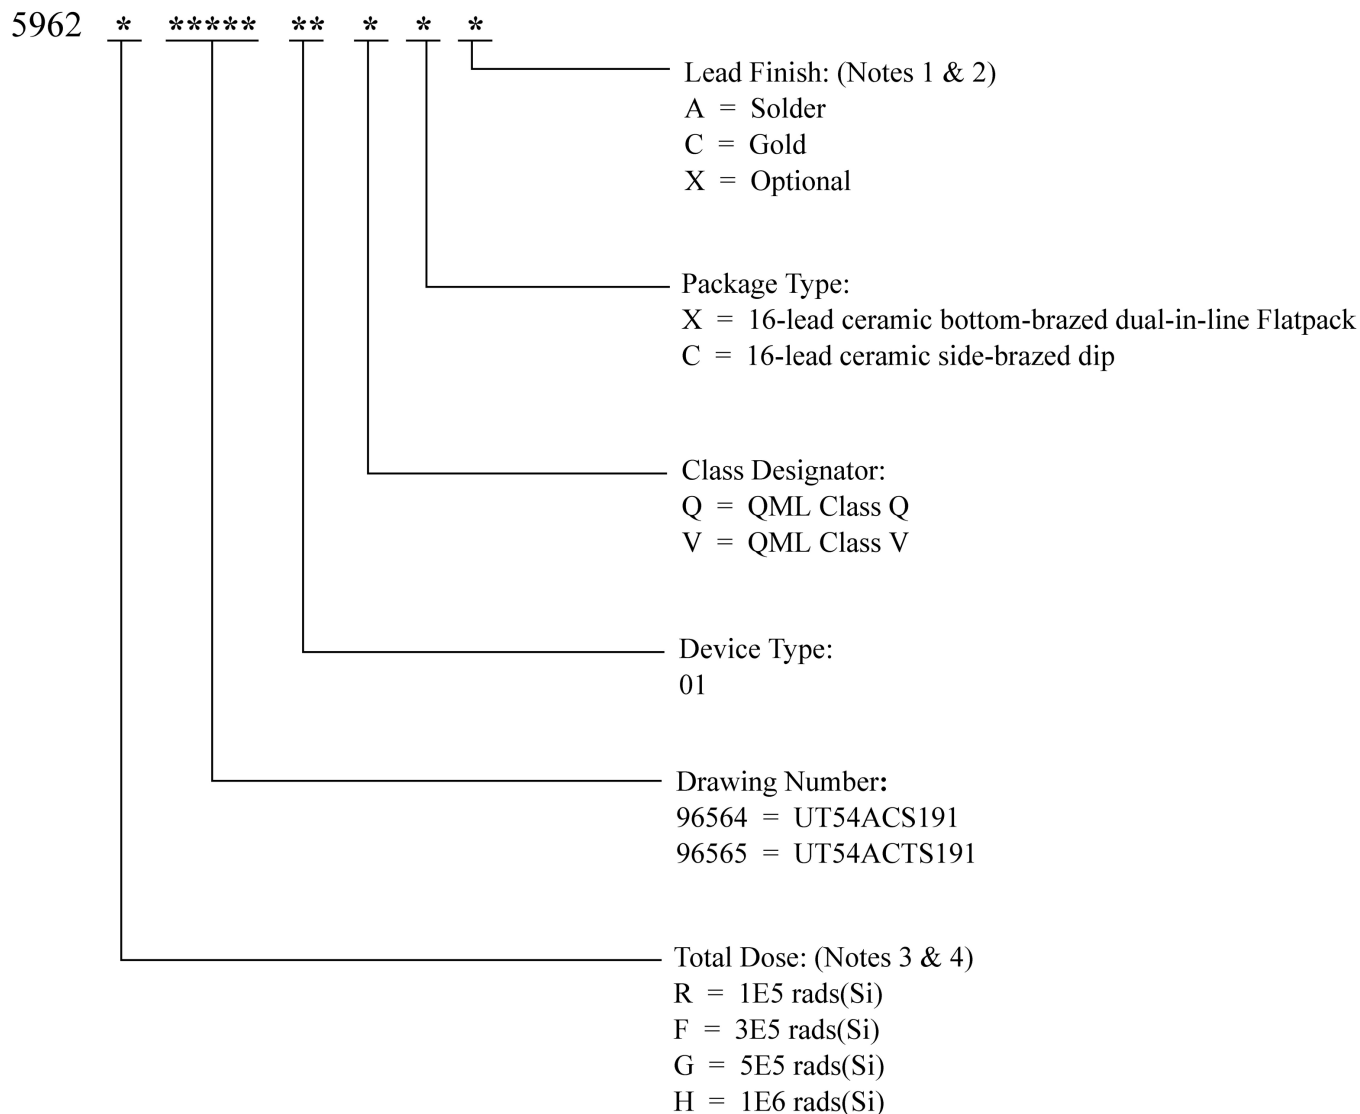 5962 * ***** ** * * *
Lead Finish: (Notes 1 & 2)
A = Solder
C = Gold
X = Optional
Package Type:
X = 16-lead ceramic bottom-brazed dual-in-line Flatpack
C = 16-lead ceramic side-brazed dip
Class Designator:
Q = QML Class Q
V = QML Class V
Device Type:
01
Drawing Number:
96564 = UT54ACS191
96565 = UT54ACTS191
Total Dose: (Notes 3 & 4)
R = 1E5 rads(Si)
F = 3E5 rads(Si)
G = 5E5 rads(Si)
H = 1E6 rads(Si)